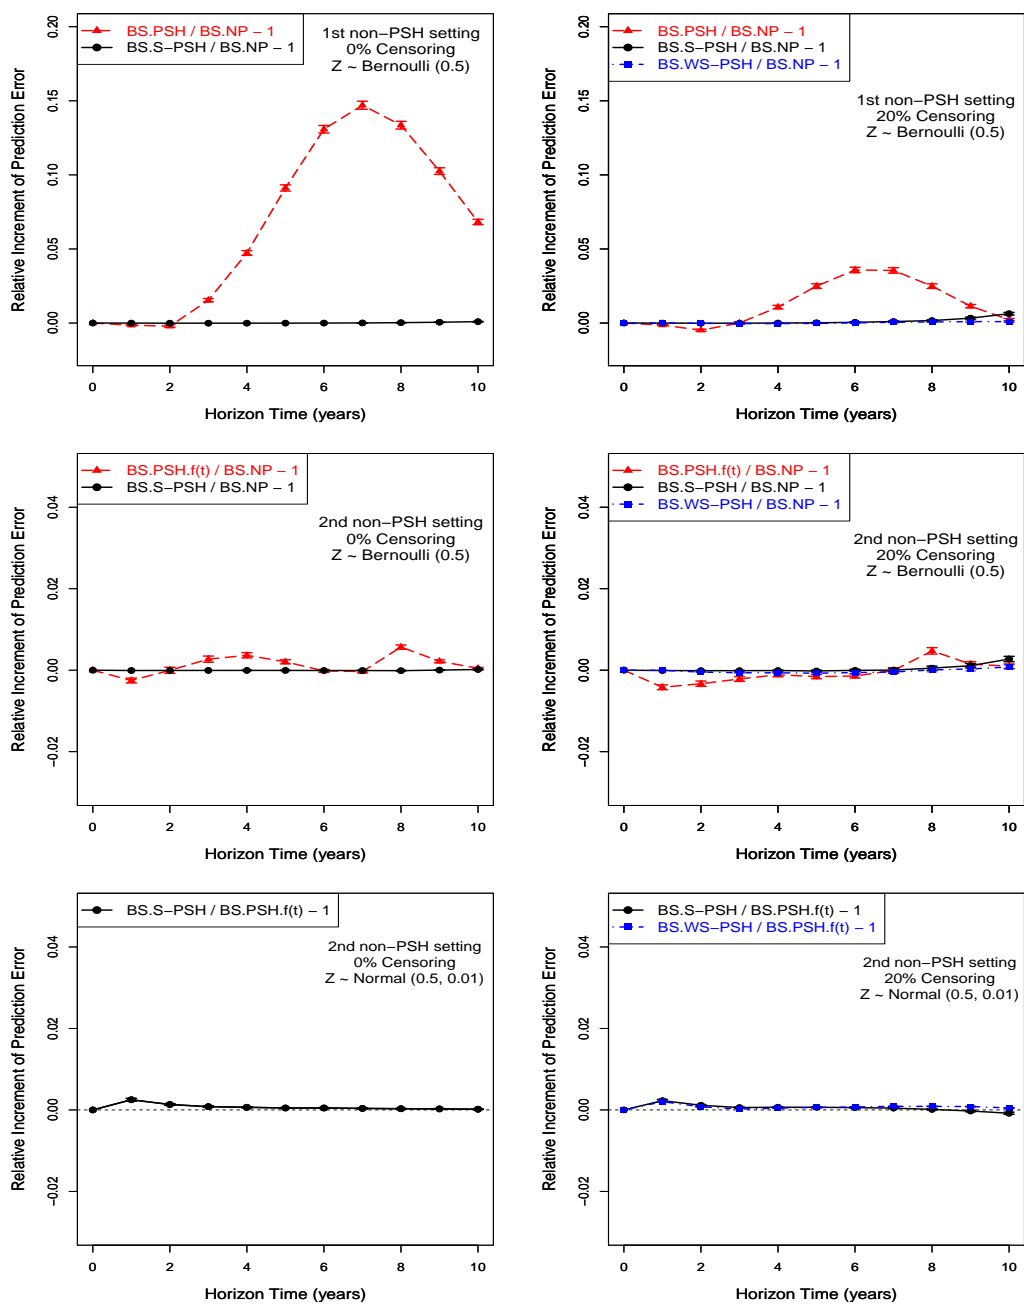 BS.PSH / BS.NP − 1
BS.S−PSH / BS.NP − 1
1st non−PSH setting
0% Censoring
Z ~ Bernoulli (0.5)
Relative Increment of Prediction Error
0.20
0.15
0.10
0.05
0.00
0 2 4 6 8 10
Horizon Time (years)
BS.PSH / BS.NP − 1
BS.S−PSH / BS.NP − 1
BS.WS−PSH / BS.NP − 1
1st non−PSH setting
20% Censoring
Z ~ Bernoulli (0.5)
Relative Increment of Prediction Error
0.20
0.15
0.10
0.05
0.00
0 2 4 6 8 10
Horizon Time (years)
BS.PSH.f(t) / BS.NP − 1
BS.S−PSH / BS.NP − 1
2nd non−PSH setting
0% Censoring
Z ~ Bernoulli (0.5)
Relative Increment of Prediction Error
0.04
0.02
0.00
−0.02
0 2 4 6 8 10
Horizon Time (years)
BS.PSH.f(t) / BS.NP − 1
BS.S−PSH / BS.NP − 1
BS.WS−PSH / BS.NP − 1
2nd non−PSH setting
20% Censoring
Z ~ Bernoulli (0.5)
Relative Increment of Prediction Error
0.04
0.02
0.00
−0.02
0 2 4 6 8 10
Horizon Time (years)
BS.S−PSH / BS.PSH.f(t) − 1
2nd non−PSH setting
0% Censoring
Z ~ Normal (0.5, 0.01)
Relative Increment of Prediction Error
0.04
0.02
0.00
−0.02
0 2 4 6 8 10
Horizon Time (years)
BS.S−PSH / BS.PSH.f(t) − 1
BS.WS−PSH / BS.PSH.f(t) − 1
2nd non−PSH setting
20% Censoring
Z ~ Normal (0.5, 0.01)
Relative Increment of Prediction Error
0.04
0.02
0.00
−0.02
0 2 4 6 8 10
Horizon Time (years)